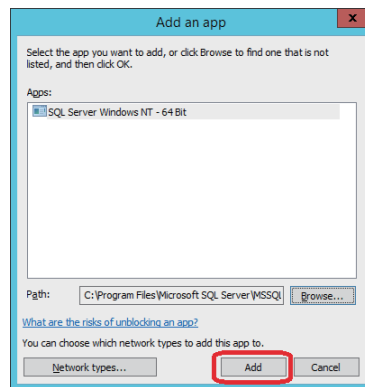 Add an app
x
Select the app you want to add, or click Browse to find one that is not
listed, and then click OK.
Apps:
SQL Server Windows NT - 64 Bit
Path:
C:\Program Files\Microsoft SQL Server\MSSQL
Browse...
What are the risks of unblocking an app?
You can choose which network types to add this app to.
Network types...
Add
Cancel